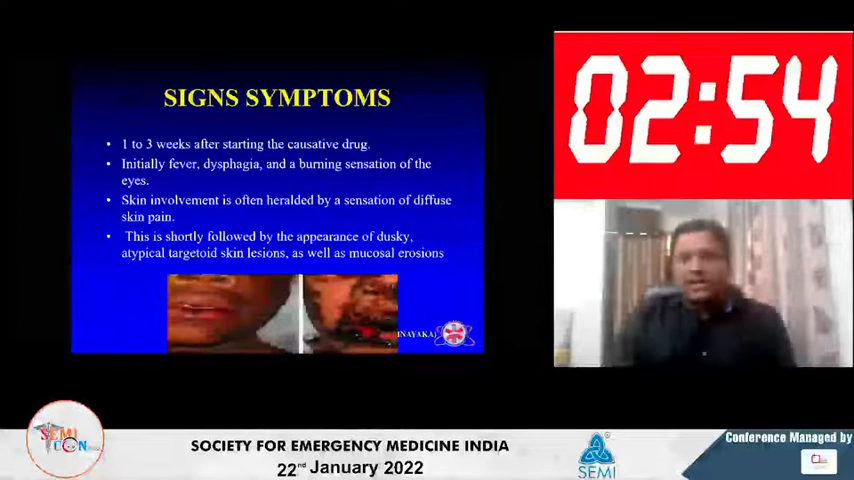 SIGNS SYMPTOMS
• 1 to 3 weeks after starting the causative drug.
• Initially fever, dysphagia, and a burning sensation of the
eyes.
• Skin involvement is often heralded by a sensation of diffuse
skin pain.
• This is shortly followed by the appearance of dusky,
atypical targetoid skin lesions, as well as mucosal erosions
INAYAKA
02:54
SEMI
CON
SOCIETY FOR EMERGENCY MEDICINE INDIA
22nd January 2022
SEMI
Conference Managed by